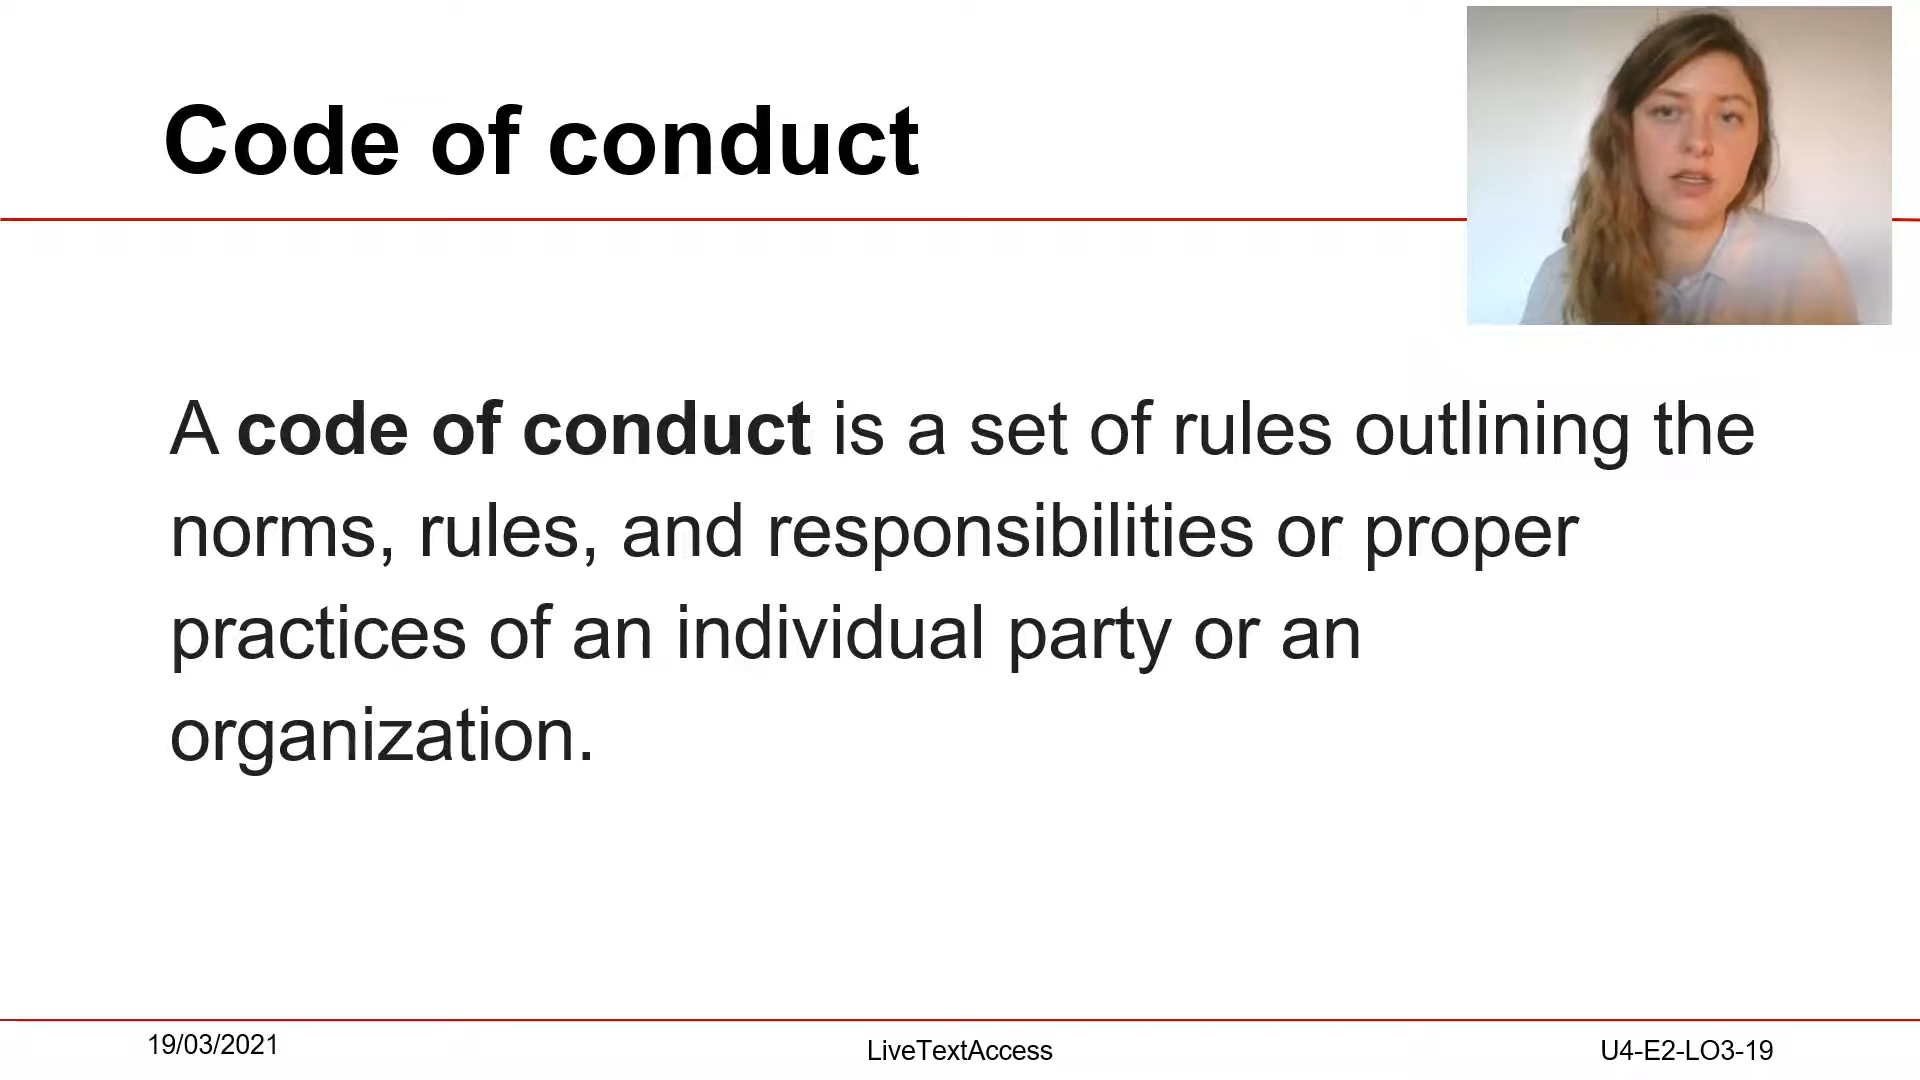 Code of conduct
A code of conduct is a set of rules outlining the
norms, rules, and responsibilities or proper
practices of an individual party or an
organization.
19/03/2021
LiveTextAccess
U4-E2-LO3-19